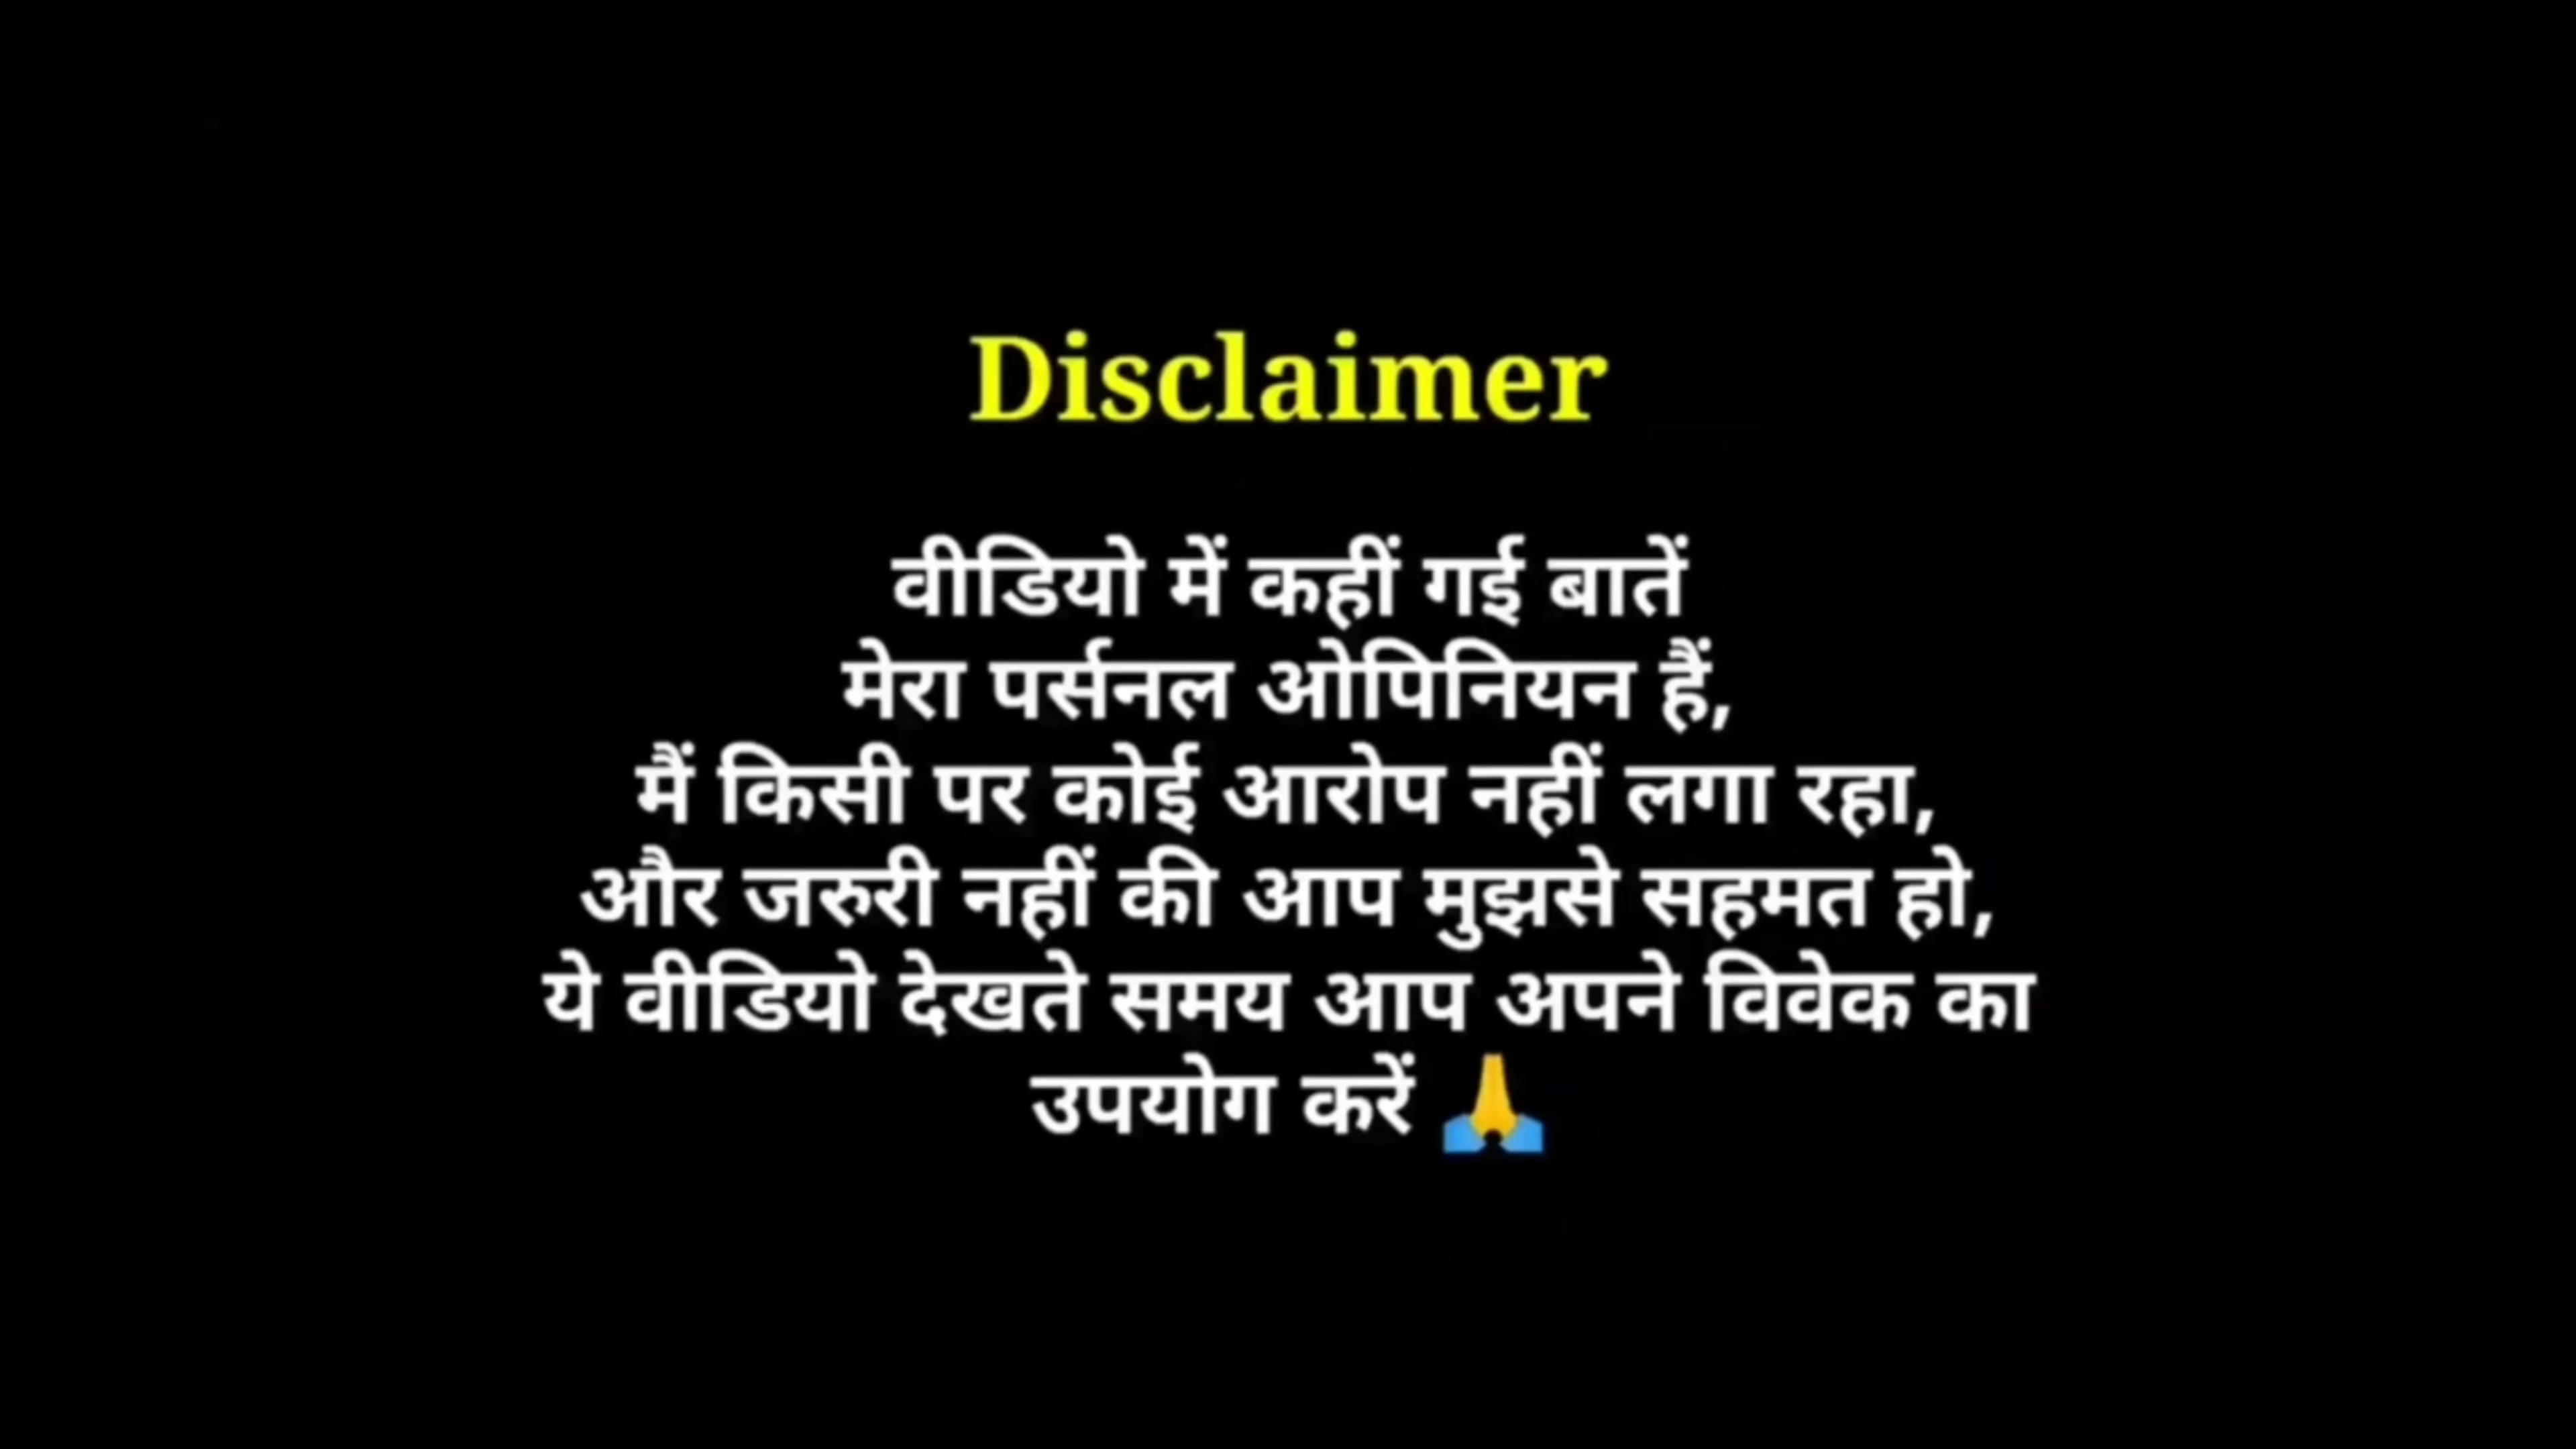 Disclaimer
वीडियो में कहीं गई बातें
मेरा पर्सनल ओपिनियन हैं,
मैं किसी पर कोई आरोप नहीं लगा रहा,
और जरुरी नहीं की आप मुझसे सहमत हो,
ये वीडियो देखते समय आप अपने विवेक का
उपयोग करें 🙏